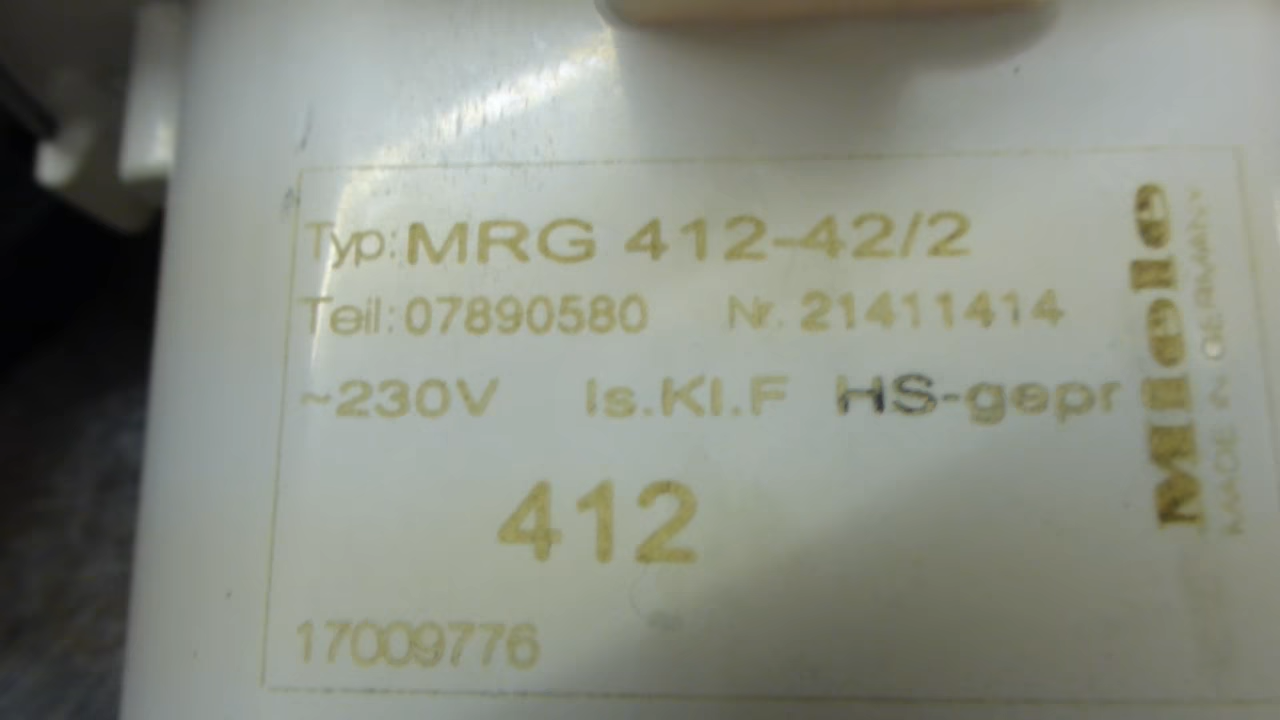 Typ: MRG 412-42/2
Teil: 07890580 Nr. 21411414
~230V Is.Kl.F HS-gepr
412
17009776
Miele
MADE IN GERMANY